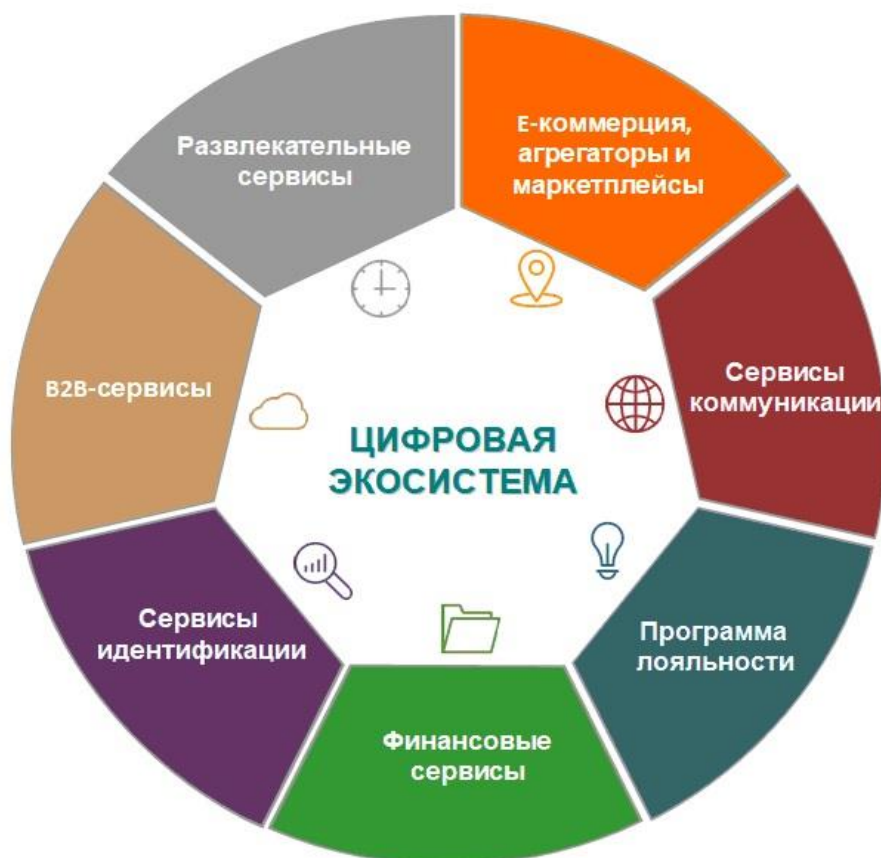 Развлекательные
сервисы
Е-коммерция,
агрегаторы и
маркетплейсы
Сервисы
коммуникации
Программа
лояльности
Финансовые
сервисы
Сервисы
идентификации
B2B-сервисы
ЦИФРОВАЯ
ЭКОСИСТЕМА